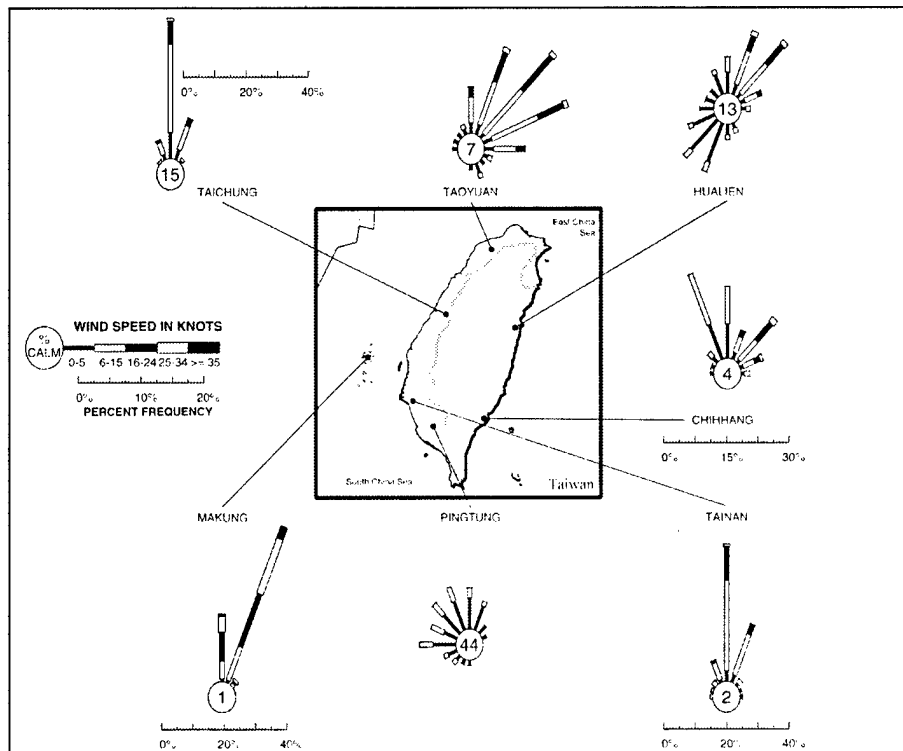 0% 20% 40%
15
7
13
TAICHUNG
TAOYUAN
HUALIEN
East China
Sea
WIND SPEED IN KNOTS
%
CALM
0-5 6-15 16-24 25-34 >= 35
0% 10% 20%
PERCENT FREQUENCY
4
CHIHHANG
0% 15% 30%
South China Sea
Taiwan
MAKUNG
PINGTUNG
TAINAN
1
44
2
0% 20% 40%
0% 20% 40%